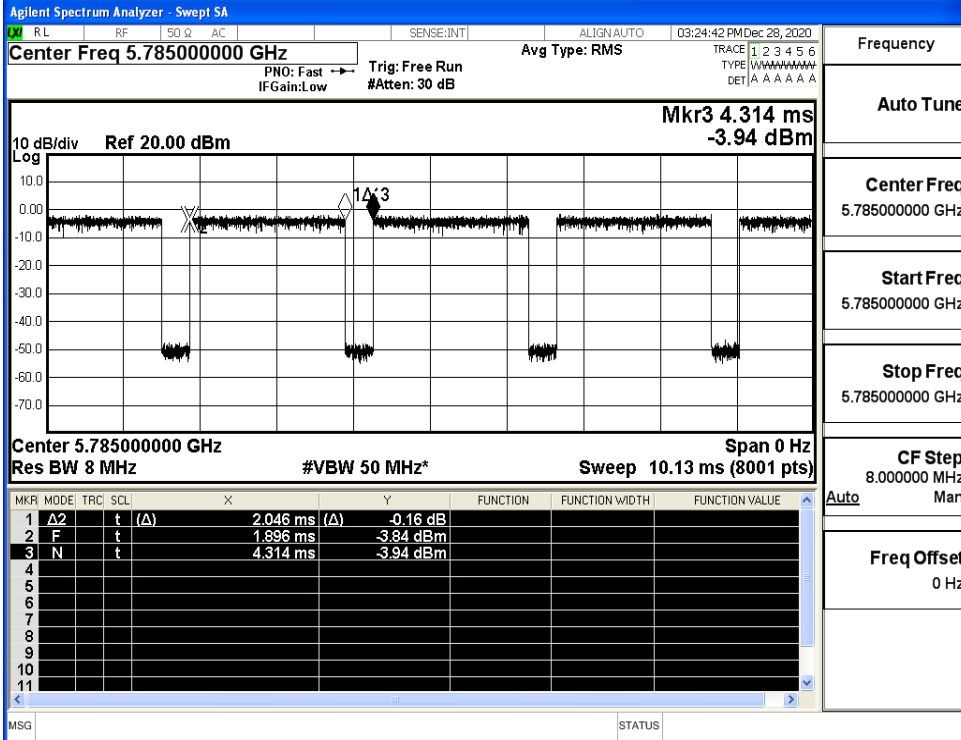 Agilent Spectrum Analyzer - Swept SA
LXI RL RF 50 Ω AC SENSE:INT ALIGN AUTO 03:24:42 PM Dec 28, 2020
Center Freq 5.785000000 GHz
PNO: Fast
IFGain:Low
Trig: Free Run
#Atten: 30 dB
Avg Type: RMS
TRACE 1 2 3 4 5 6
TYPE WWWWWW
DET A A A A A A
Mkr3 4.314 ms
-3.94 dBm
10 dB/div Ref 20.00 dBm
Log
10.0
0.00
-10.0
-20.0
-30.0
-40.0
-50.0
-60.0
-70.0
1Δ 3
2
Center 5.785000000 GHz Span 0 Hz
Res BW 8 MHz #VBW 50 MHz* Sweep 10.13 ms (8001 pts)
MKR MODE TRC SCL X Y FUNCTION FUNCTION WIDTH FUNCTION VALUE
1 Δ2 t (Δ) 2.046 ms (Δ) -0.16 dB
2 F t 1.896 ms -3.84 dBm
3 N t 4.314 ms -3.94 dBm
4
5
6
7
8
9
10
11
MSG STATUS
Frequency
Auto Tune
Center Freq
5.785000000 GHz
Start Freq
5.785000000 GHz
Stop Freq
5.785000000 GHz
CF Step
8.000000 MHz
Auto Man
Freq Offset
0 Hz